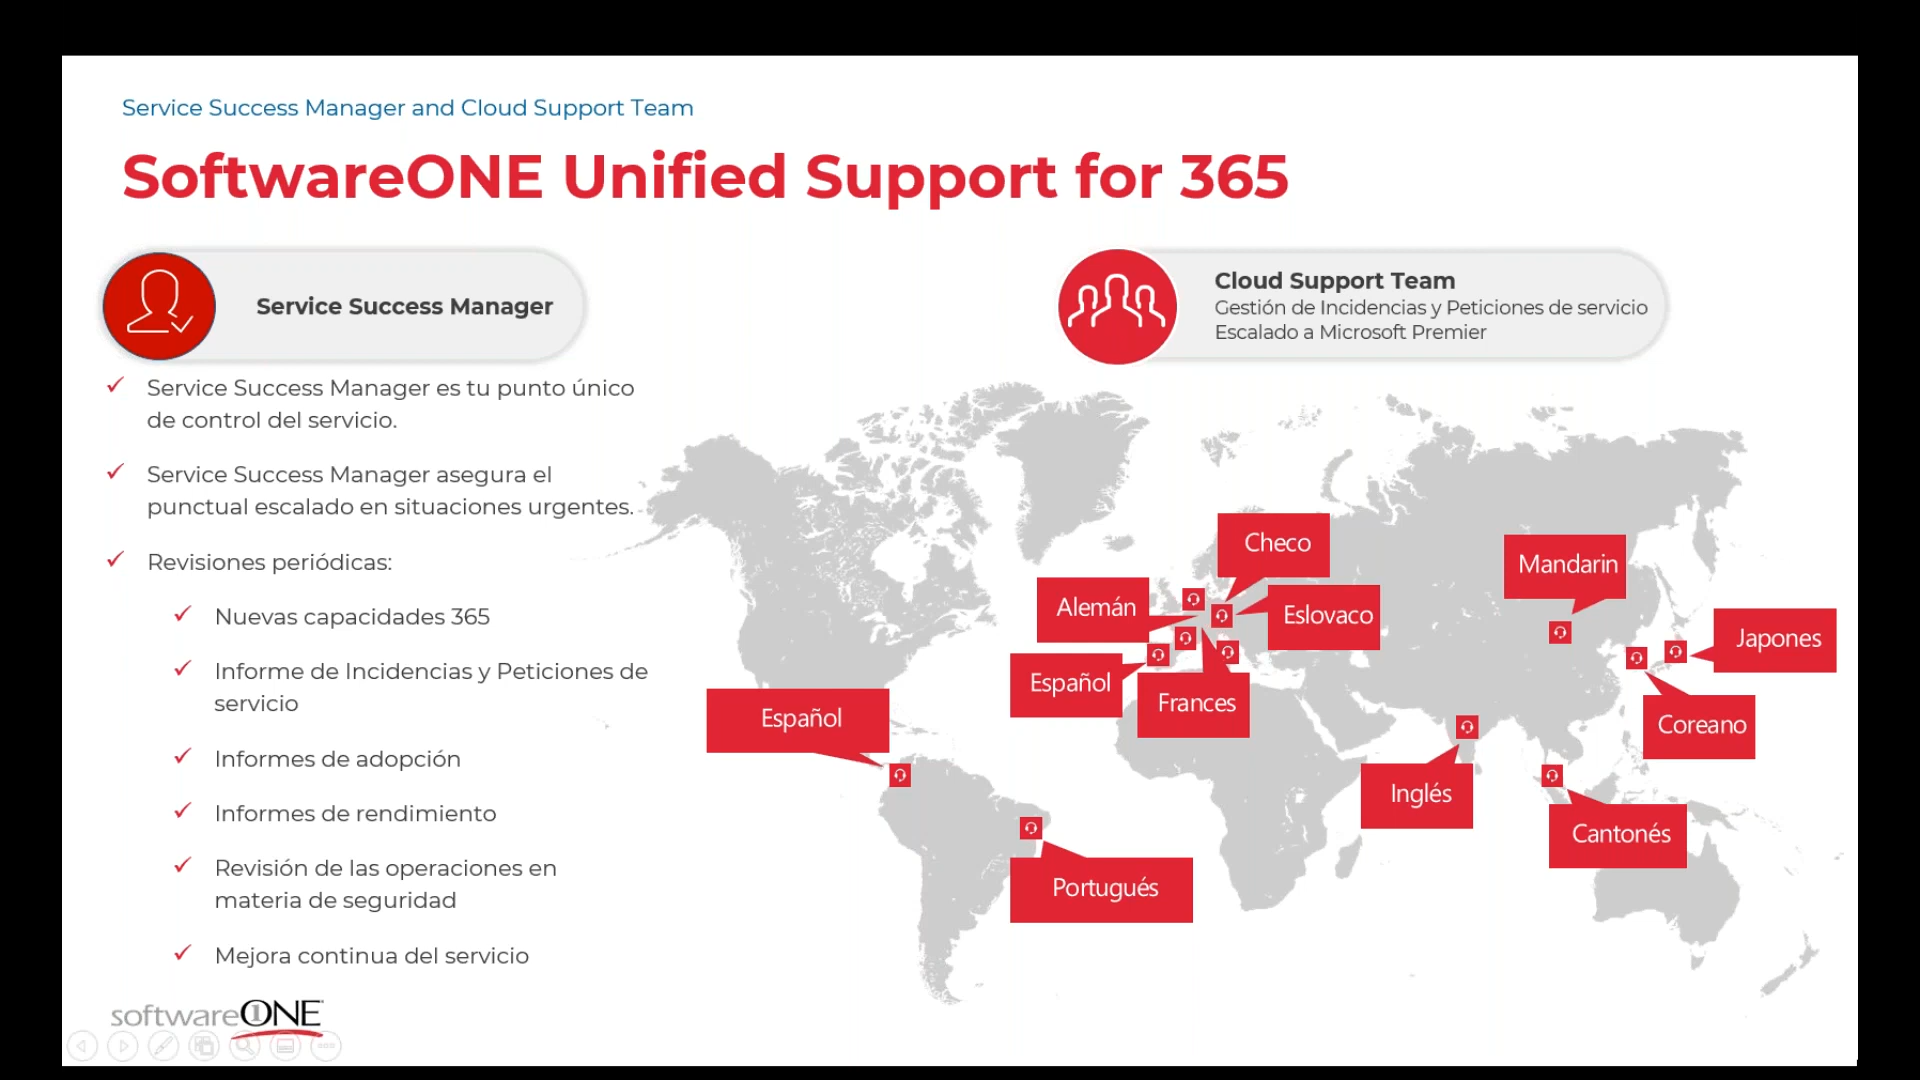 Service Success Manager and Cloud Support Team
SoftwareONE Unified Support for 365
Service Success Manager
Service Success Manager es tu punto único
de control del servicio.
Service Success Manager asegura el
punctual escalado en situaciones urgentes.
Revisiones periódicas:
Nuevas capacidades 365
Informe de Incidencias y Peticiones de
servicio
Informes de adopción
Informes de rendimiento
Revisión de las operaciones en
materia de seguridad
Mejora continua del servicio
Cloud Support Team
Gestión de Incidencias y Peticiones de servicio
Escalado a Microsoft Premier
Checo
Mandarin
Alemán
Eslovaco
Japones
Español
Frances
Español
Coreano
Inglés
Cantonés
Portugués
softwareONE